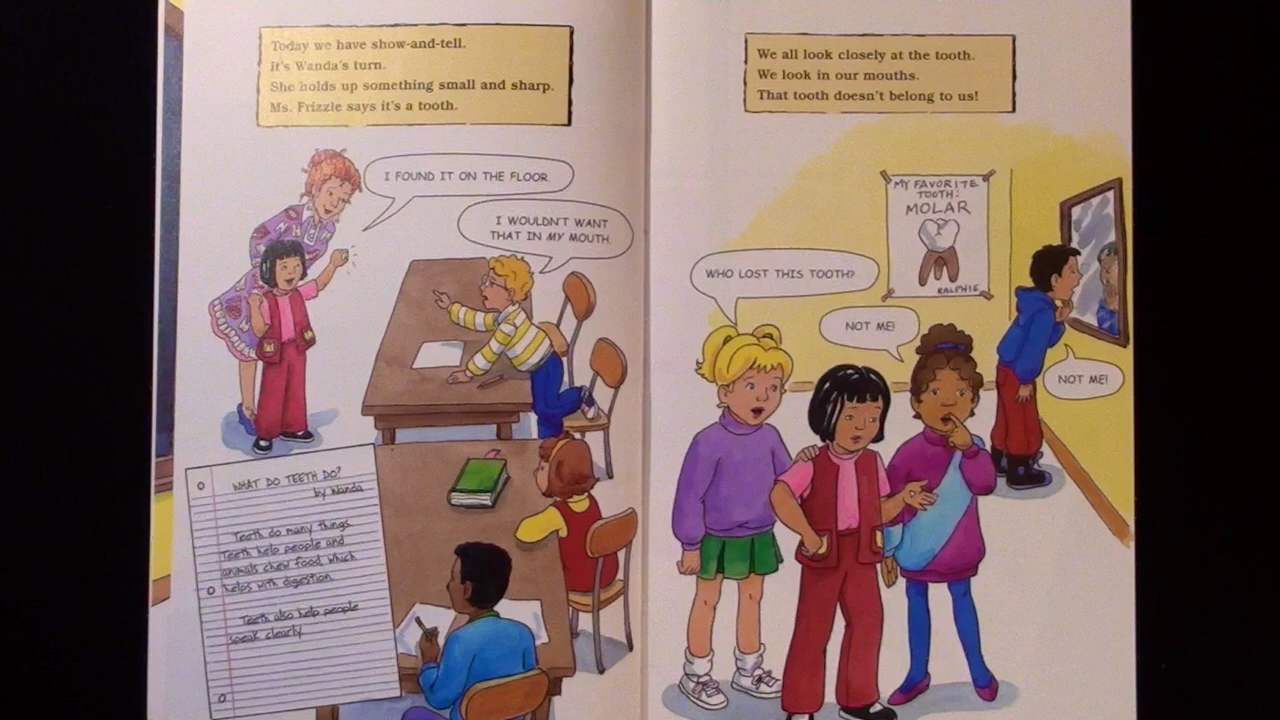 Today we have show-and-tell.
It's Wanda's turn.
She holds up something small and sharp.
Ms. Frizzle says it's a tooth.
I FOUND IT ON THE FLOOR.
I WOULDN'T WANT
THAT IN MY MOUTH.
WHAT DO TEETH DO?
by Wanda
Teeth do many things.
Teeth help people and
animals chew food, which
helps with digestion.
Teeth also help people
speak clearly.
We all look closely at the tooth.
We look in our mouths.
That tooth doesn't belong to us!
MY FAVORITE
TOOTH:
MOLAR
RALPHIE
WHO LOST THIS TOOTH?
NOT ME!
NOT ME!